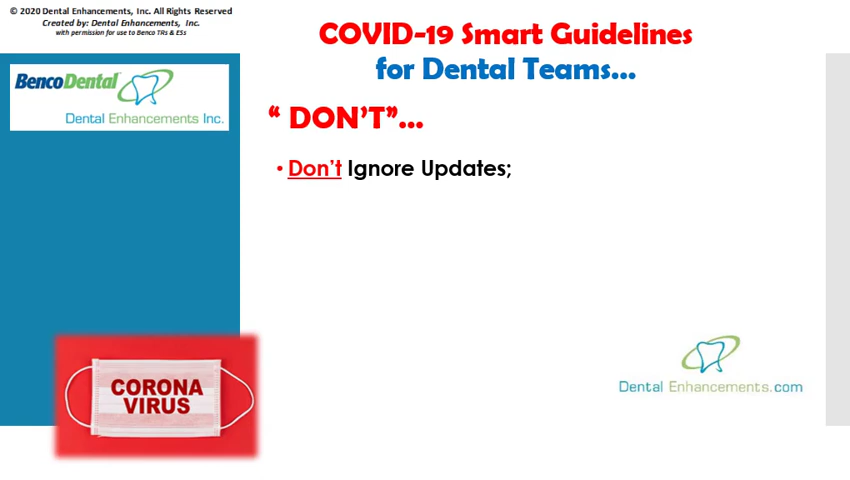 © 2020 Dental Enhancements, Inc. All Rights Reserved
Created by: Dental Enhancements, Inc.
with permission for use to Benco TRs & ESs
COVID-19 Smart Guidelines
for Dental Teams...
BencoDental
Dental Enhancements Inc.
“ DON’T”...
• Don’t Ignore Updates;
CORONA
VIRUS
Dental Enhancements.com